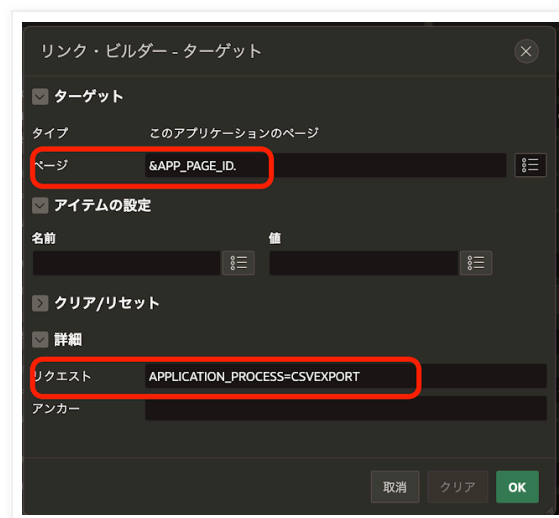 リンク・ビルダー - ターゲット
ターゲット
タイプ このアプリケーションのページ
ページ &APP_PAGE_ID.
アイテムの設定
名前 値
クリア/リセット
詳細
リクエスト APPLICATION_PROCESS=CSVEXPORT
アンカー
取消 クリア OK